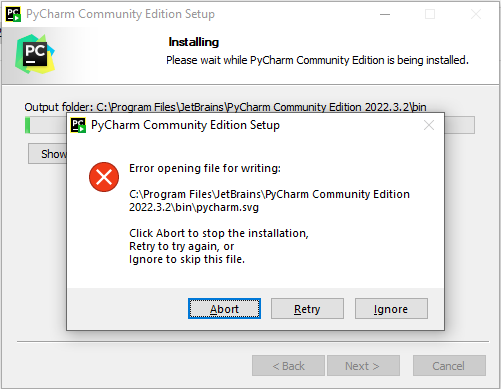 PyCharm Community Edition Setup
PC
Installing
Please wait while PyCharm Community Edition is being installed.
Output folder: C:\Program Files\JetBrains\PyCharm Community Edition 2022.3.2\bin
Show
PyCharm Community Edition Setup
Error opening file for writing:
C:\Program Files\JetBrains\PyCharm Community Edition
2022.3.2\bin\pycharm.svg
Click Abort to stop the installation,
Retry to try again, or
Ignore to skip this file.
Abort
Retry
Ignore
< Back
Next >
Cancel